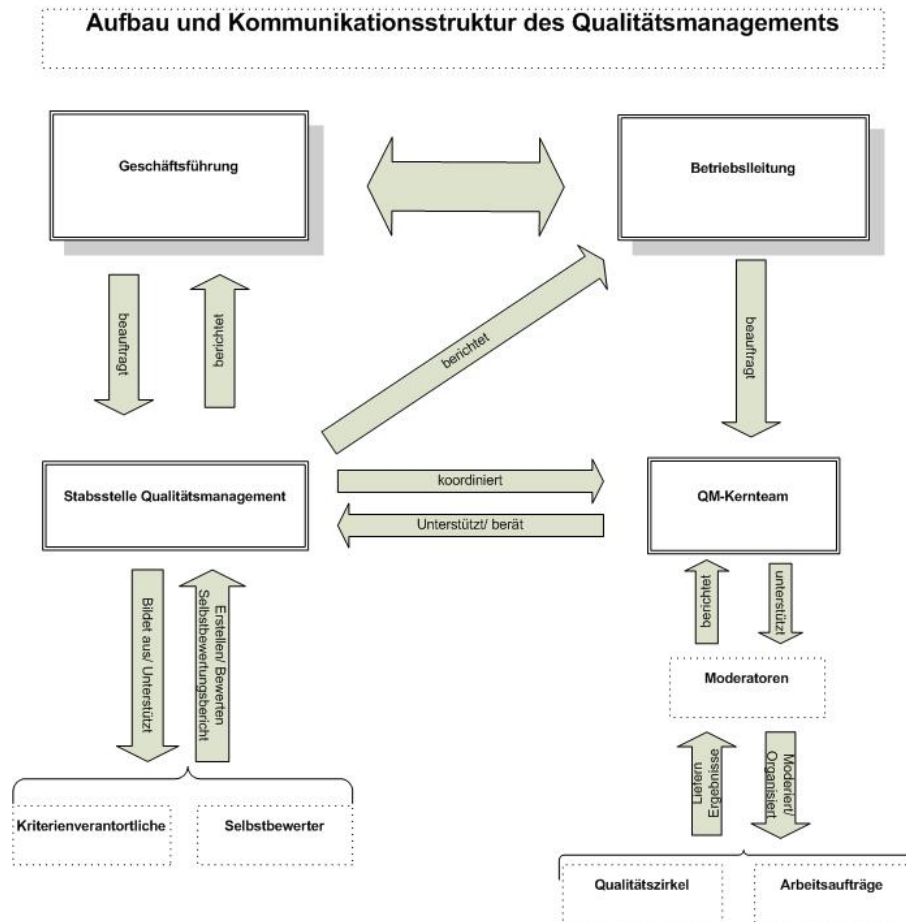 Aufbau und Kommunikationsstruktur des Qualitätsmanagements
Geschäftsführung
Betriebslleitung
beauftragt
berichtet
berichtet
beauftragt
Stabsstelle Qualitätsmanagement
koordiniert
Unterstützt/ berät
QM-Kernteam
Bildet aus/ Unterstützt
Erstellen/ Bewerten
Selbstbewertungsbericht
berichtet
unterstützt
Moderatoren
Liefern
Ergebnisse
Moderiert/
Organisiert
Kriterienverantortliche
Selbstbewerter
Qualitätszirkel
Arbeitsaufträge